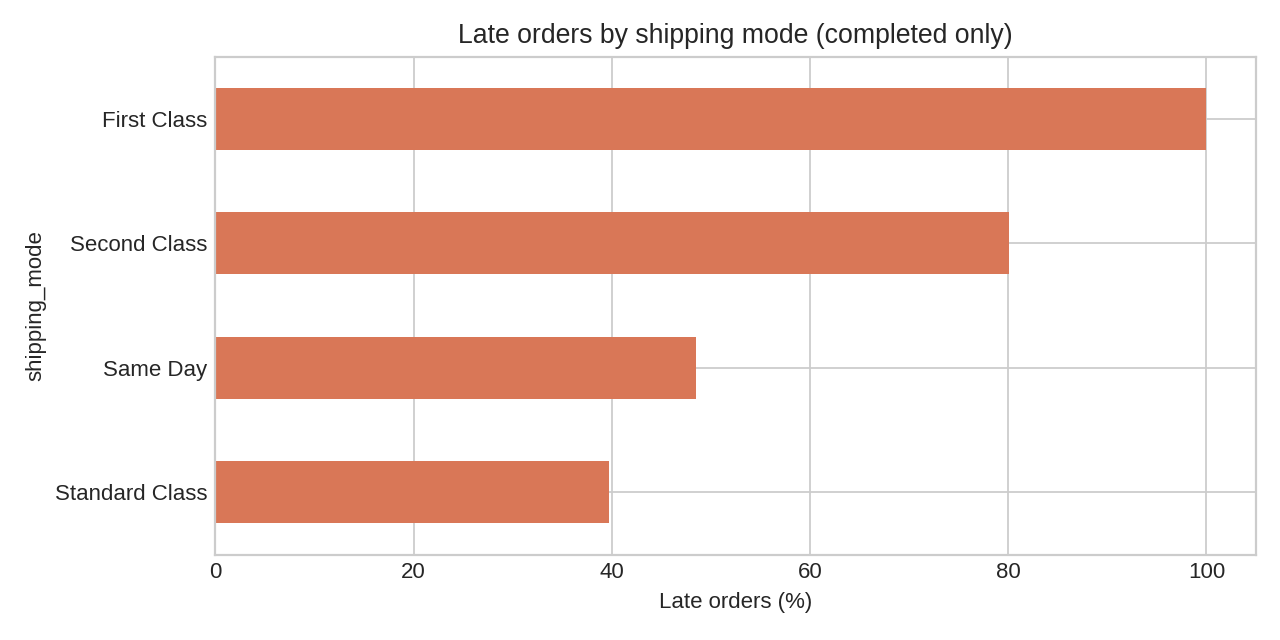 Late orders by shipping mode (completed only)
shipping_mode
First Class
Second Class
Same Day
Standard Class
0 20 40 60 80 100
Late orders (%)